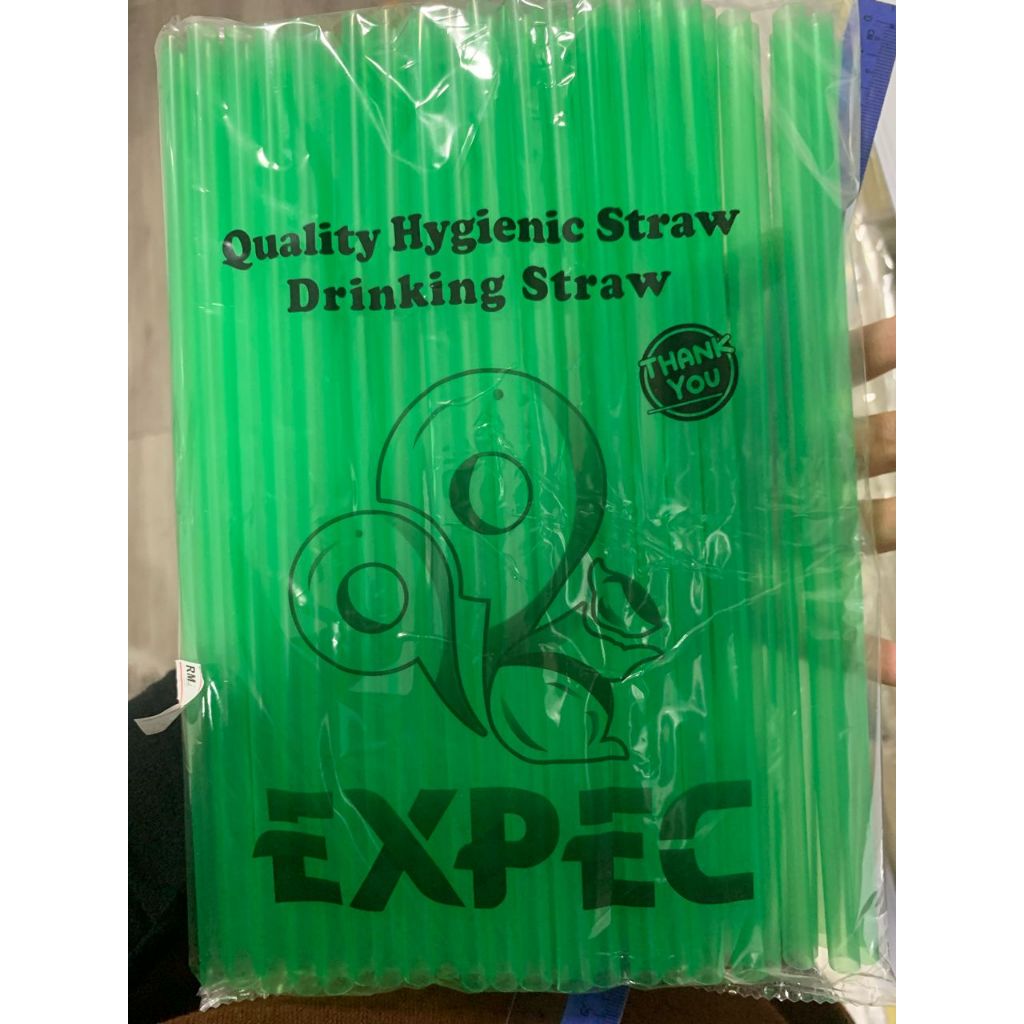 Quality Hygienic Straw
Drinking Straw
THANK
YOU
RM
EXPEC